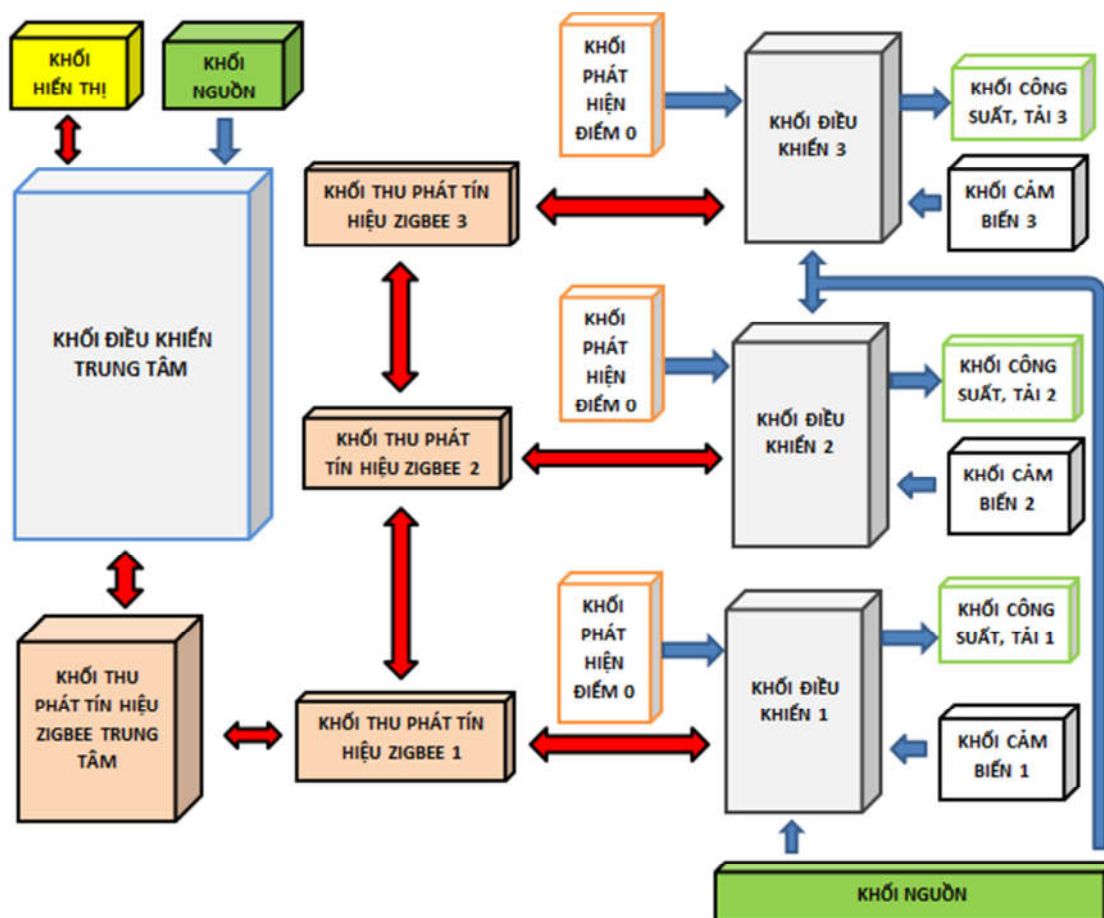 KHỐI
HIỂN THỊ
KHỐI
NGUỒN
KHỐI
PHÁT
HIỆN
ĐIỂM 0
KHỐI ĐIỀU
KHIỂN 3
KHỐI CÔNG
SUẤT, TẢI 3
KHỐI CẢM
BIẾN 3
KHỐI THU PHÁT TÍN
HIỆU ZIGBEE 3
KHỐI ĐIỀU KHIỂN
TRUNG TÂM
KHỐI
PHÁT
HIỆN
ĐIỂM 0
KHỐI ĐIỀU
KHIỂN 2
KHỐI CÔNG
SUẤT, TẢI 2
KHỐI CẢM
BIẾN 2
KHỐI THU PHÁT
TÍN HIỆU ZIGBEE 2
KHỐI
PHÁT
HIỆN
ĐIỂM 0
KHỐI ĐIỀU
KHIỂN 1
KHỐI CÔNG
SUẤT, TẢI 1
KHỐI CẢM
BIẾN 1
KHỐI THU
PHÁT TÍN HIỆU
ZIGBEE TRUNG
TÂM
KHỐI THU PHÁT TÍN
HIỆU ZIGBEE 1
KHỐI NGUỒN